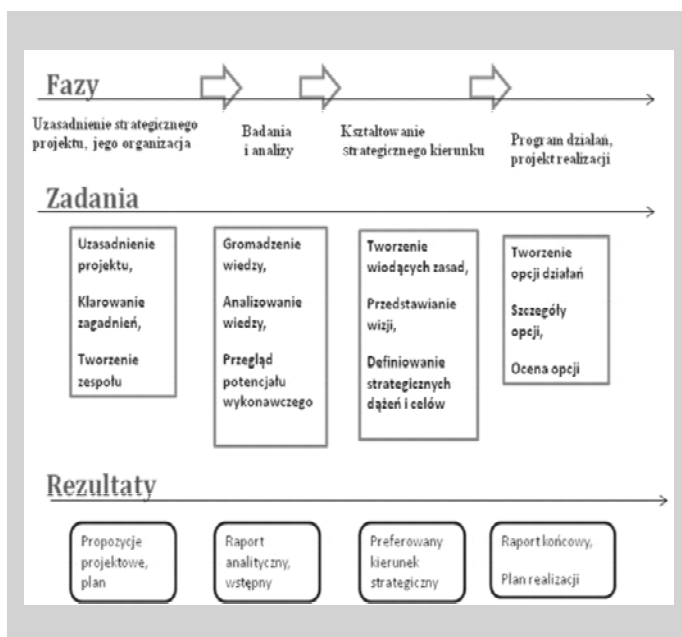 Fazy
Uzasadnienie strategicznego
projektu, jego organizacja
Badania
i analizy
Kształtowanie
strategicznego kierunku
Program działań,
projekt realizacji
Zadania
Uzasadnienie
projektu,
Klarowanie
zagadnień,
Tworzenie
zespołu
Gromadzenie
wiedzy,
Analizowanie
wiedzy,
Przegląd
potencjału
wykonawczego
Tworzenie
wiodących zasad,
Przedstawianie
wizji,
Definiowanie
strategicznych
dążeń i celów
Tworzenie
opcji działań
Szczegóły
opcji,
Ocena opcji
Rezultaty
Propozycje
projektowe,
plan
Raport
analityczny,
wstępny
Preferowany
kierunek
strategiczny
Raport końcowy,
Plan realizacji